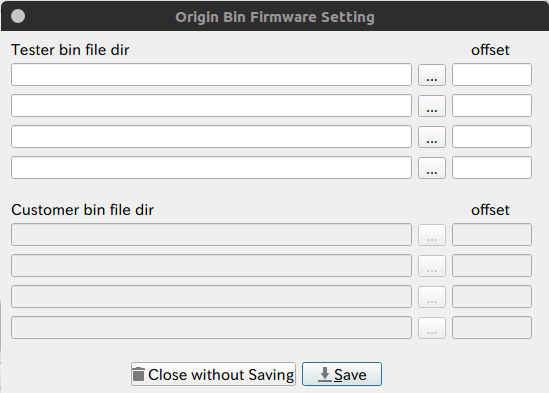 Origin Bin Firmware Setting
Tester bin file dir offset
...
...
...
...
Customer bin file dir offset
...
...
...
...
Close without Saving Save